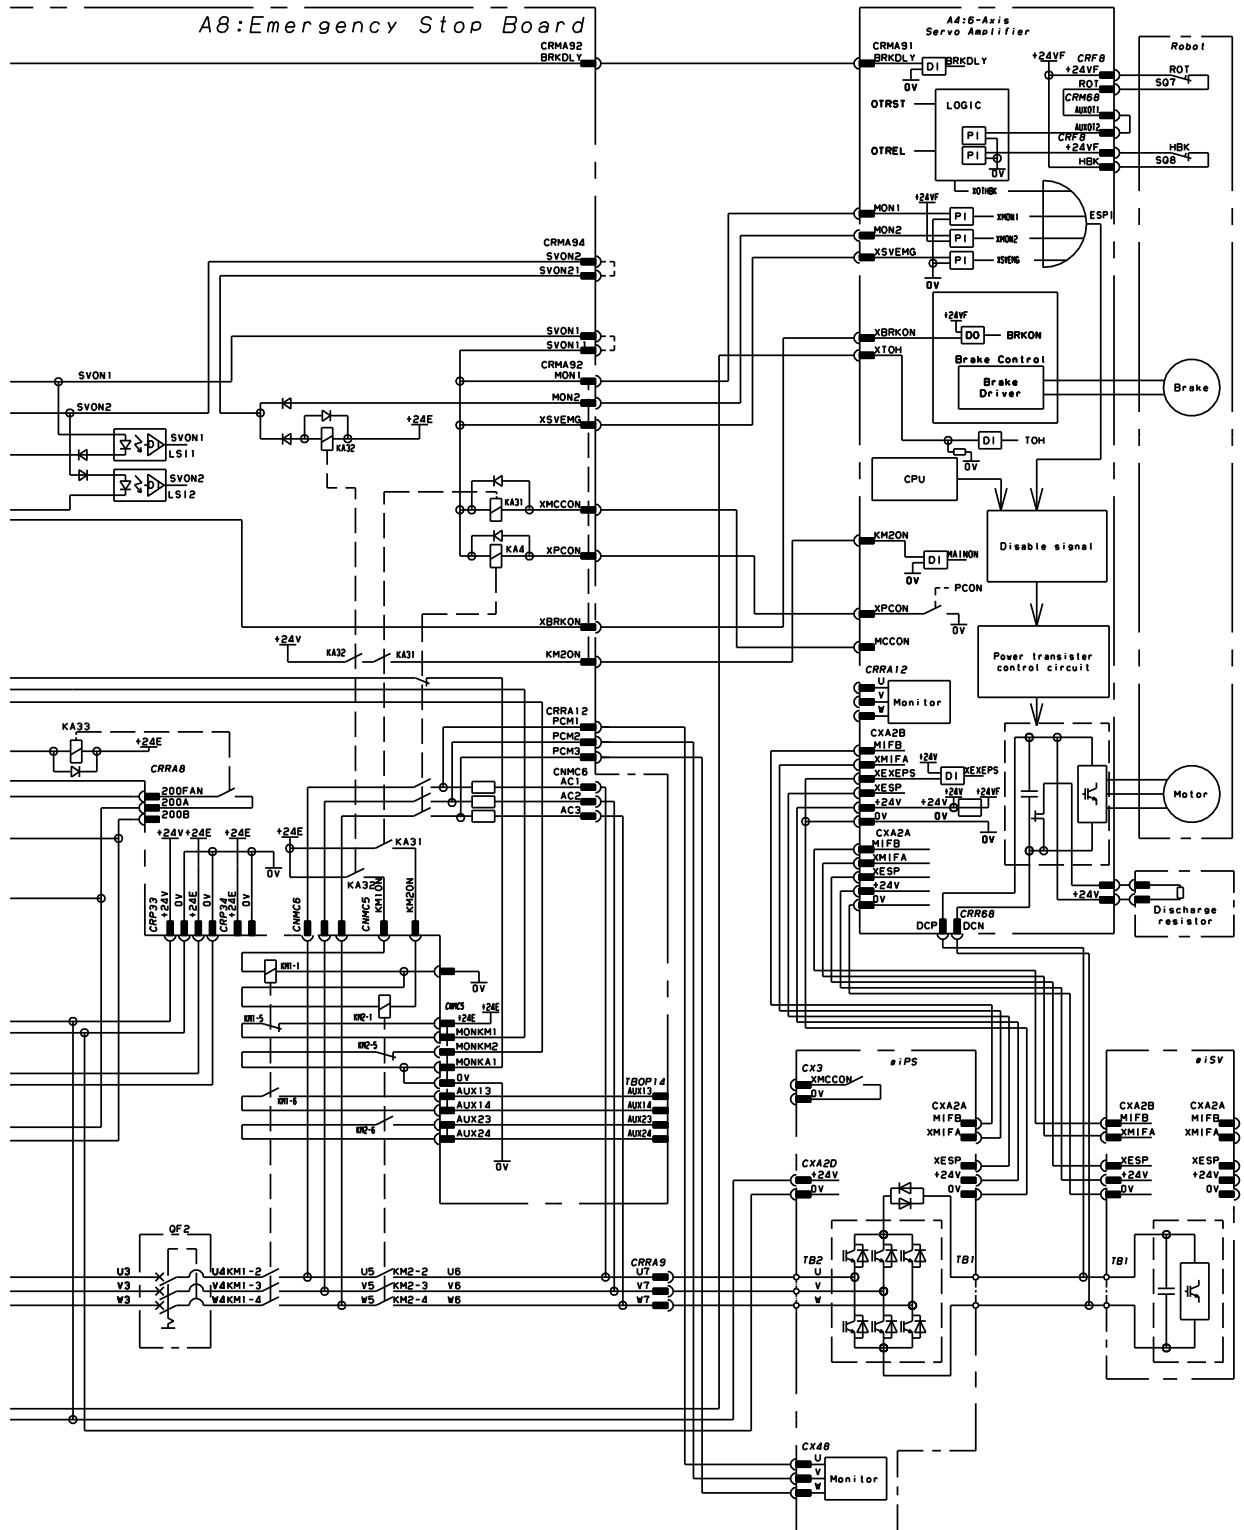 A8:Emergency Stop Board
CRMA92
BRKDLY
CRMA94
SVON2
SVON21
SVON1
SVON11
CRMA92
MON1
MON2
XSVEMG
XMCCON
XPCON
XBRKON
KM2ON
SVON1
SVON2
SVON1
LSI1
SVON2
LSI2
+24E
KA32
KA31
KA4
+24V
KA32
KA31
CRRA12
PCM1
PCM2
PCM3
KA33
+24E
CRRA8
200FAN
200A
200B
CNMC6
AC1
AC2
AC3
+24V
+24E
+24E
0V
+24E
KA31
KA32
CRP33
+24V
0V
+24E
0V
CRP34
+24E
0V
CNMC6
CNMC5
KM1ON
KM2ON
KM1-1
0V
KM1-5
KM2-1
CNMC5
+24E
+24E
MONKM1
KM2-5
MONKM2
MONKA1
0V
KM1-6
AUX13
AUX14
KM2-6
AUX23
AUX24
0V
TBOP14
AUX13
AUX14
AUX23
AUX24
QF2
U3
V3
W3
U4KM1-2
V4KM1-3
W4KM1-4
U5
V5
W5
KM2-2
KM2-3
KM2-4
U6
V6
W6
CRRA9
U7
V7
W7
A4:6-Axis
Servo Amplifier
CRMA91
BRKDLY
DI
BRKDLY
0V
+24VF
CRF8
+24VF
ROT
CRM68
AUXOT1
AUXOT2
CRF8
+24VF
HBK
Robot
ROT
SQ7
HBK
SQ8
OTRST
OTREL
LOGIC
PI
PI
0V
XOTHBK
MON1
MON2
XSVEMG
+24VF
PI
XMON1
PI
XMON2
PI
XSVEMG
0V
ESPI
XBRKON
XTOH
+24VF
DO
BRKON
Brake Control
Brake
Driver
Brake
DI
TOH
0V
CPU
KM2ON
DI
MAINON
0V
Disable signal
PCON
XPCON
0V
MCCON
Power transister
control circuit
CRRA12
U
V
W
Monitor
CXA2B
MIFB
XMIFA
XEXEPS
XESP
+24V
0V
+24V
DI
XEXEPS
+24V
+24V
+24VF
0V
0V
CXA2A
MIFB
XMIFA
XESP
+24V
0V
Motor
+24V
Discharge
resistor
CRR68
DCP
DCN
CX3
XMCCON
0V
CXA2D
+24V
0V
CXA2A
MIFB
XMIFA
XESP
+24V
0V
CXA2B
MIFB
XMIFA
XESP
+24V
0V
CXA2A
MIFB
XMIFA
XESP
+24V
0V
TB2
U
V
W
TB1
TB1
CX48
U
V
W
Monitor